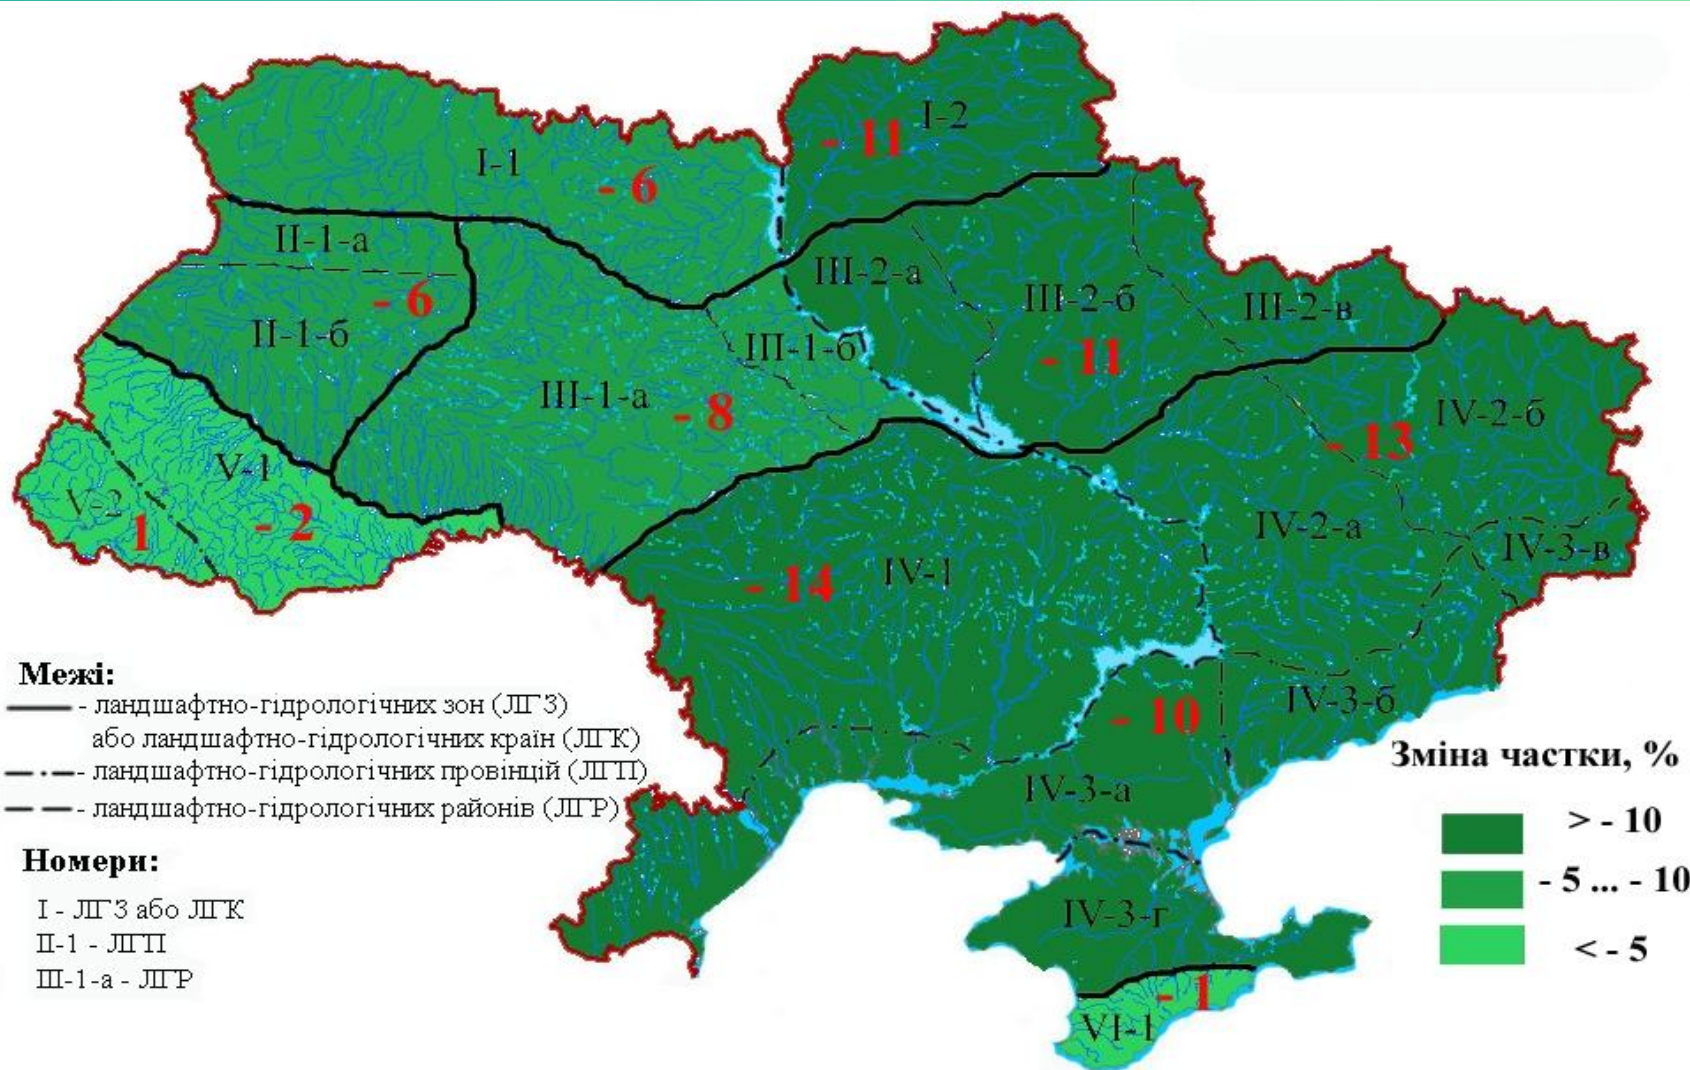 I-2
- 11
I-1
- 6
II-1-а
III-2-а
III-2-б
III-2-в
- 6
II-1-б
III-1-б
- 11
III-1-а
- 8
IV-2-б
- 13
V-1
V-2
1
- 2
IV-2-а
IV-3-в
- 14
IV-1
IV-3-б
- 10
IV-3-а
IV-3-г
- 1
VI-1
Межі:
- ландшафтно-гідрологічних зон (ЛГЗ)
або ландшафтно-гідрологічних країн (ЛГК)
- ландшафтно-гідрологічних провінцій (ЛГП)
- ландшафтно-гідрологічних районів (ЛГР)
Номери:
I - ЛГЗ або ЛГК
II-1 - ЛГП
III-1-а - ЛГР
Зміна частки, %
> - 10
- 5 ... - 10
< - 5